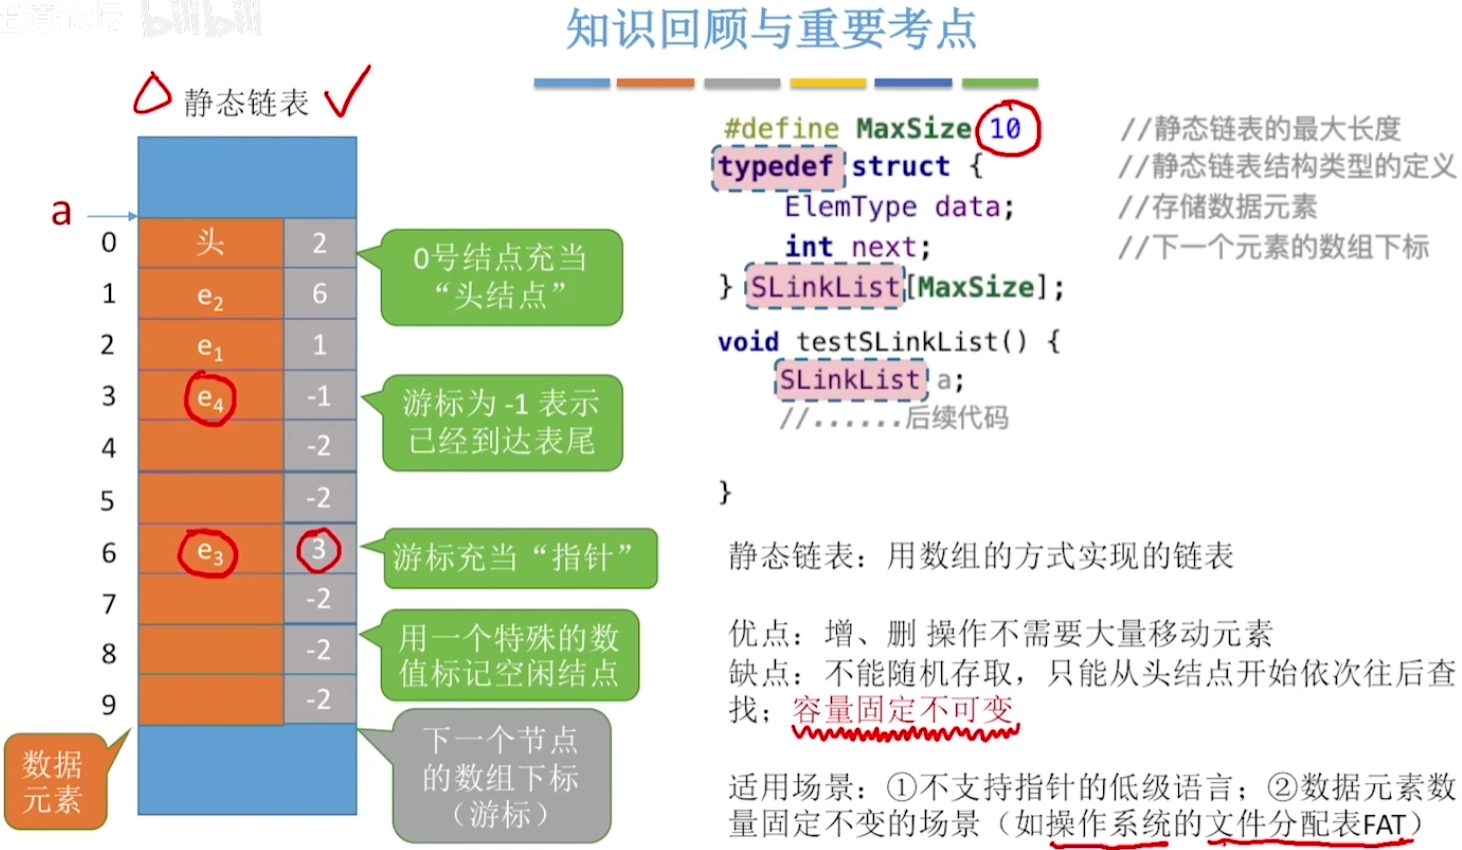 知识回顾与重要考点
静态链表
a
0 头 2
1 e₂ 6
2 e₁ 1
3 e₄ -1
4 -2
5 -2
6 e₃ 3
7 -2
8 -2
9 -2
0号结点充当
“头结点”
游标为 -1 表示
已经到达表尾
游标充当“指针”
用一个特殊的数
值标记空闲结点
数据
元素
下一个节点
的数组下标
（游标）
#define MaxSize 10 //静态链表的最大长度
typedef struct { //静态链表结构类型的定义
ElemType data; //存储数据元素
int next; //下一个元素的数组下标
} SLinkList[MaxSize];
void testSLinkList() {
SLinkList a;
//......后续代码
}
静态链表：用数组的方式实现的链表
优点：增、删 操作不需要大量移动元素
缺点：不能随机存取，只能从头结点开始依次往后查
找；容量固定不可变
适用场景：①不支持指针的低级语言；②数据元素数
量固定不变的场景（如操作系统的文件分配表FAT）